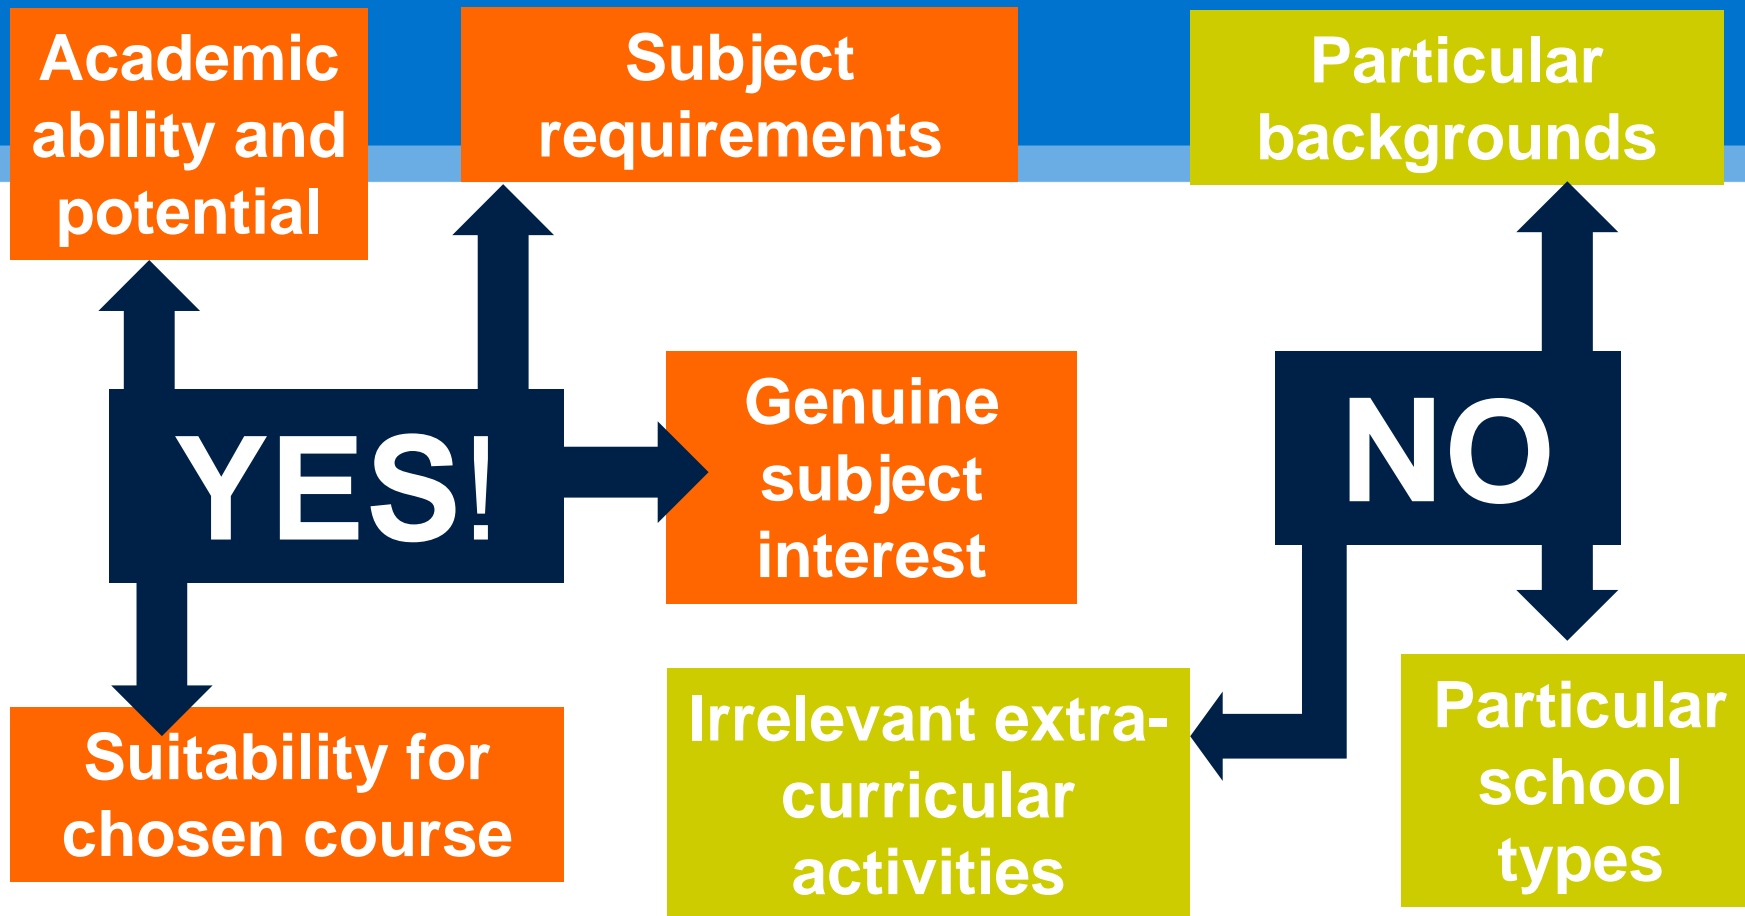 Academic
ability and
potential
Subject
requirements
Particular
backgrounds
YES!
Genuine
subject
interest
NO
Suitability for
chosen course
Irrelevant extra-
curricular
activities
Particular
school
types